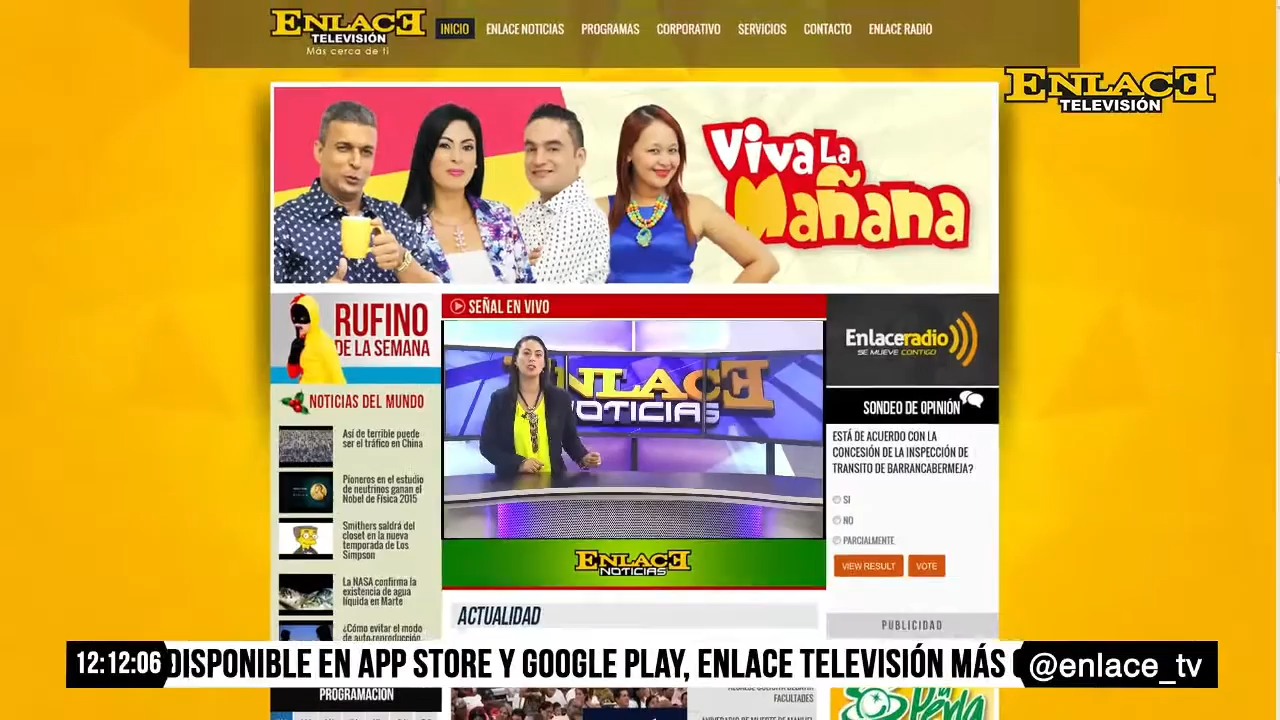 ENLACE
TELEVISIÓN
Más cerca de ti
INICIO
ENLACE NOTICIAS
PROGRAMAS
CORPORATIVO
SERVICIOS
CONTACTO
ENLACE RADIO
ENLACE
TELEVISIÓN
Viva La
Mañana
RUFINO
DE LA SEMANA
NOTICIAS DEL MUNDO
Así de terrible puede
ser el tráfico en China
Pioneros en el estudio
de neutrinos ganan el
Nobel de Física 2015
Smithers saldrá del
closet en la nueva
temporada de Los
Simpson
La NASA confirma la
existencia de agua
líquida en Marte
¿Cómo evitar el modo
de auto-reproducción
PROGRAMACIÓN
SEÑAL EN VIVO
ENLACE
NOTICIAS
ENLACE
NOTICIAS
ACTUALIDAD
Enlaceradio
SE MUEVE CONTIGO
SONDEO DE OPINIÓN
ESTÁ DE ACUERDO CON LA
CONCESIÓN DE LA INSPECCIÓN DE
TRANSITO DE BARRANCABERMEJA?
SI
NO
PARCIALMENTE
VIEW RESULT
VOTE
PUBLICIDAD
FACULTADES
12:12:06
DISPONIBLE EN APP STORE Y GOOGLE PLAY, ENLACE TELEVISIÓN MÁS
@enlace_tv